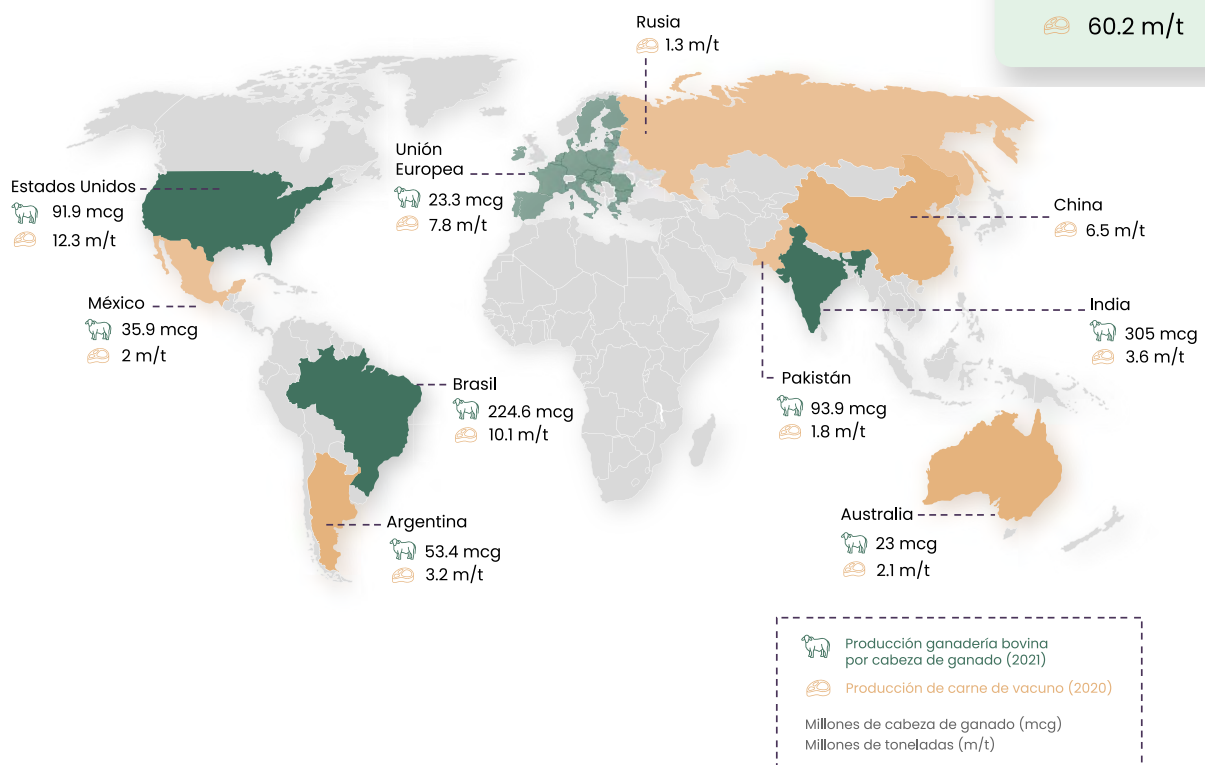 60.2 m/t
Rusia
1.3 m/t
Unión
Europea
23.3 mcg
7.8 m/t
Estados Unidos
91.9 mcg
12.3 m/t
China
6.5 m/t
México
35.9 mcg
2 m/t
India
305 mcg
3.6 m/t
Brasil
224.6 mcg
10.1 m/t
Pakistán
93.9 mcg
1.8 m/t
Argentina
53.4 mcg
3.2 m/t
Australia
23 mcg
2.1 m/t
Producción ganadería bovina
por cabeza de ganado (2021)
Producción de carne de vacuno (2020)
Millones de cabeza de ganado (mcg)
Millones de toneladas (m/t)